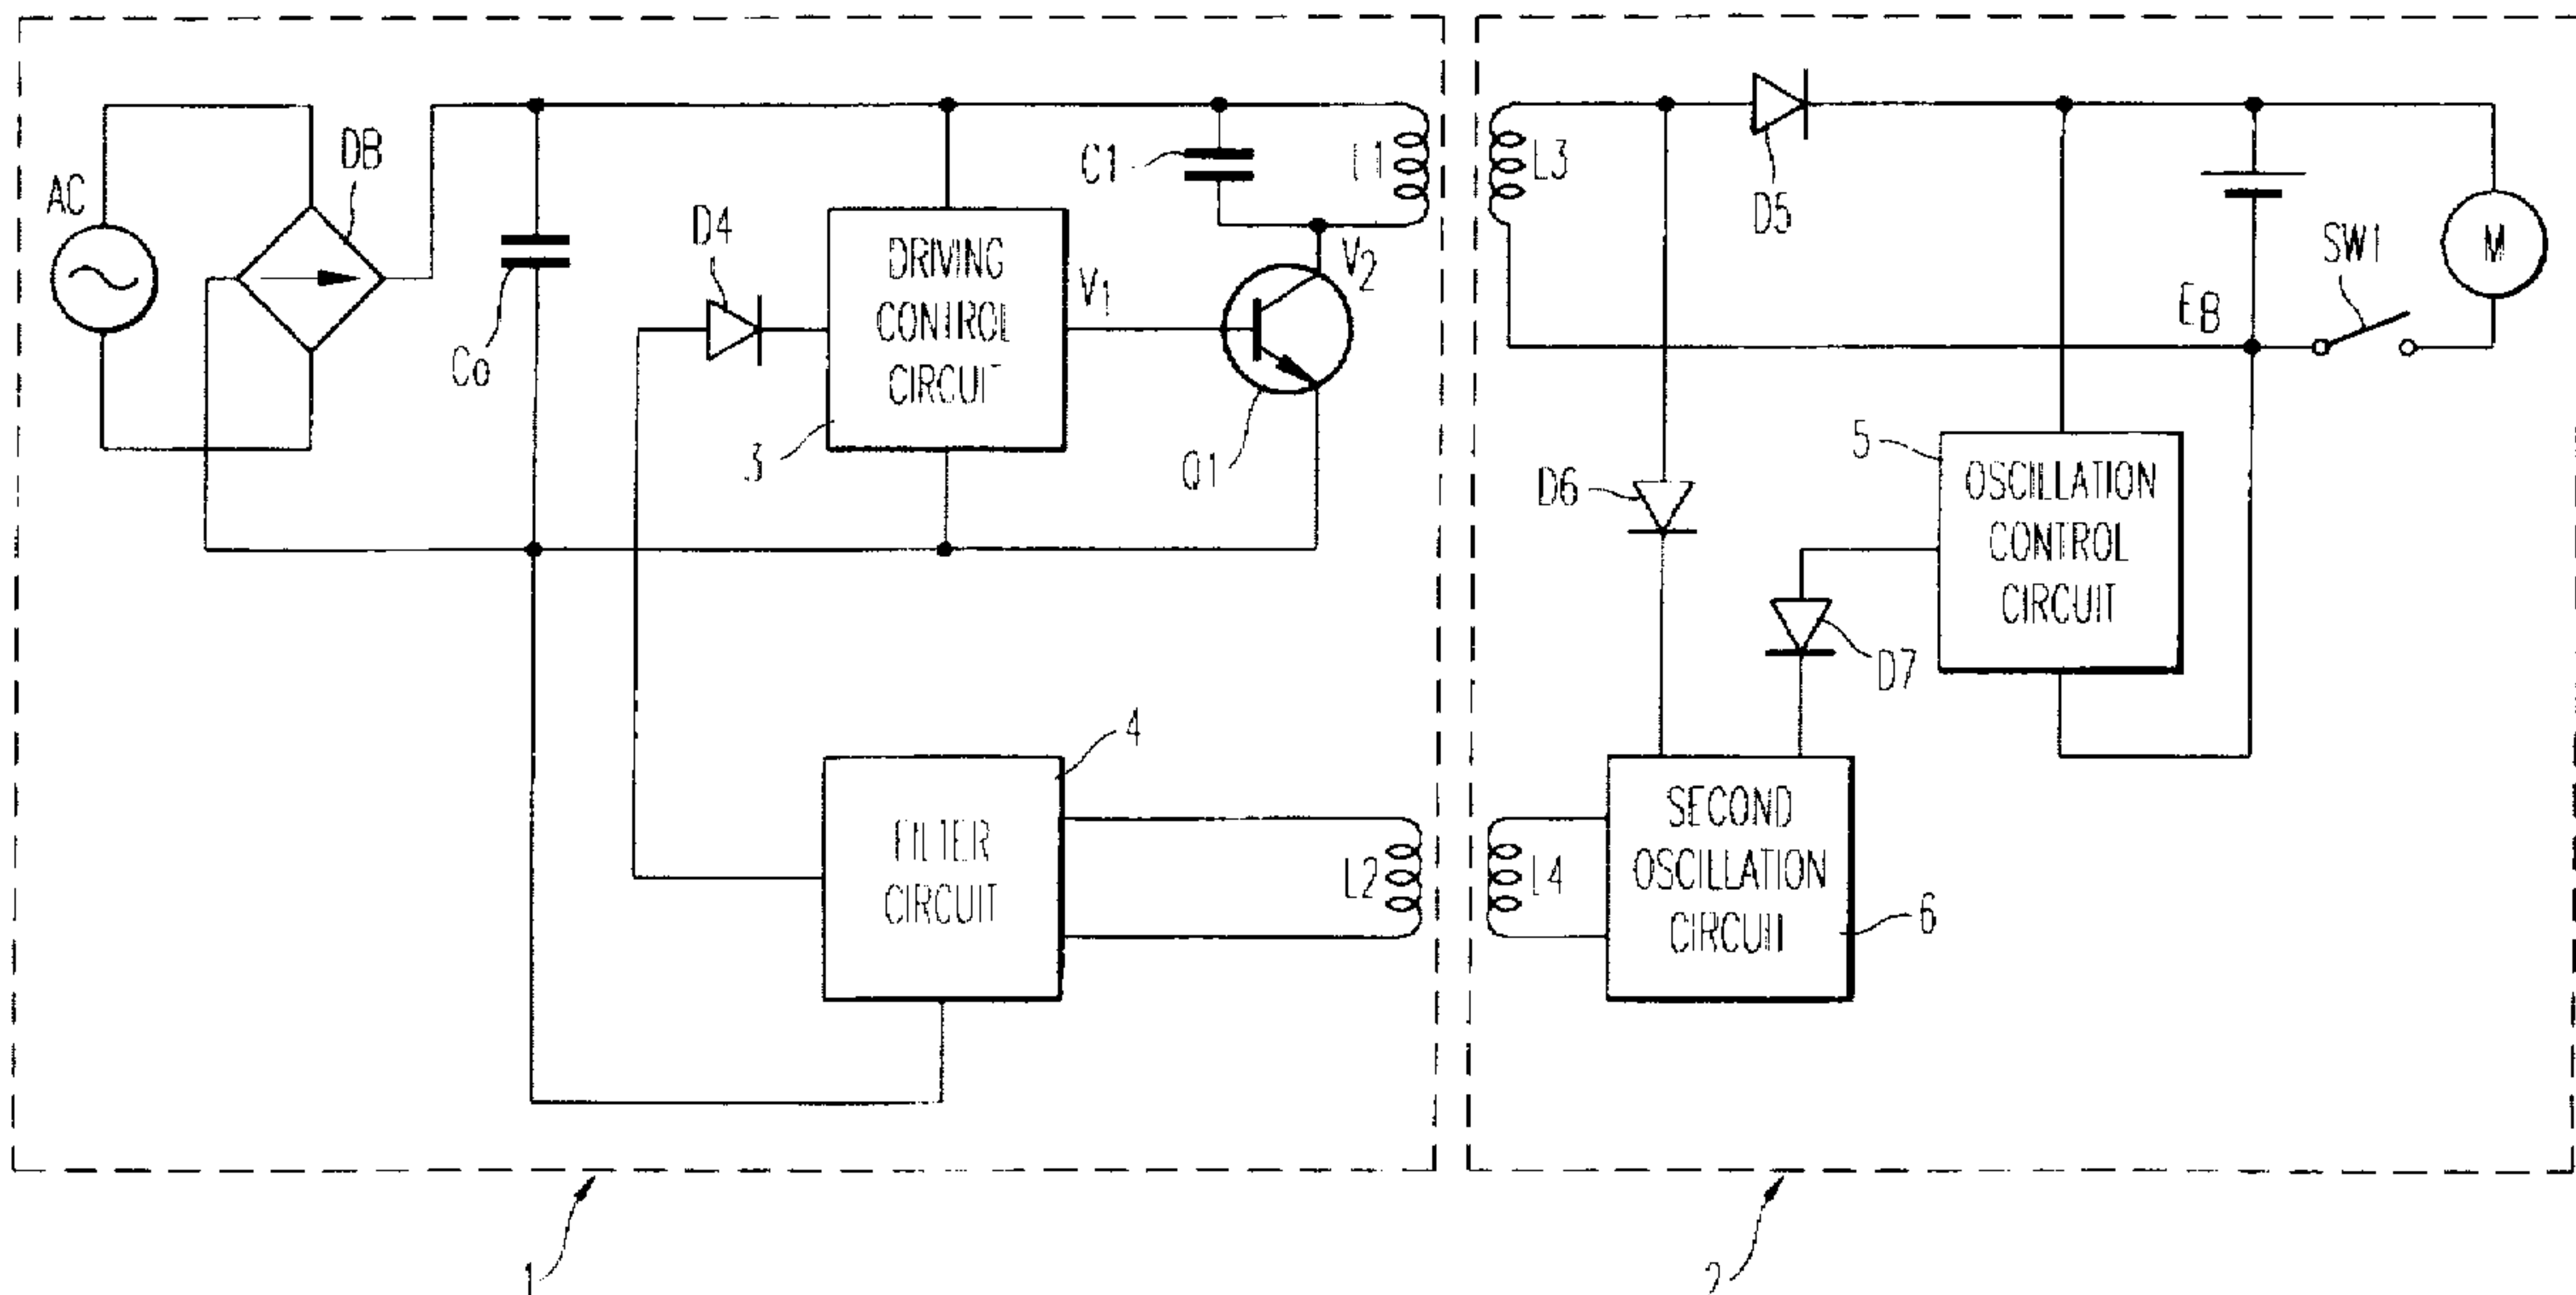 AC
DB
Co
D4
DRIVING
CONTROL
CIRCUIT
3
V1
C1
L1
V2
Q1
FILTER
CIRCUIT
4
L2
1
L3
D5
D6
D7
EB
SW1
M
5
OSCILLATION
CONTROL
CIRCUIT
L4
SECOND
OSCILLATION
CIRCUIT
6
2